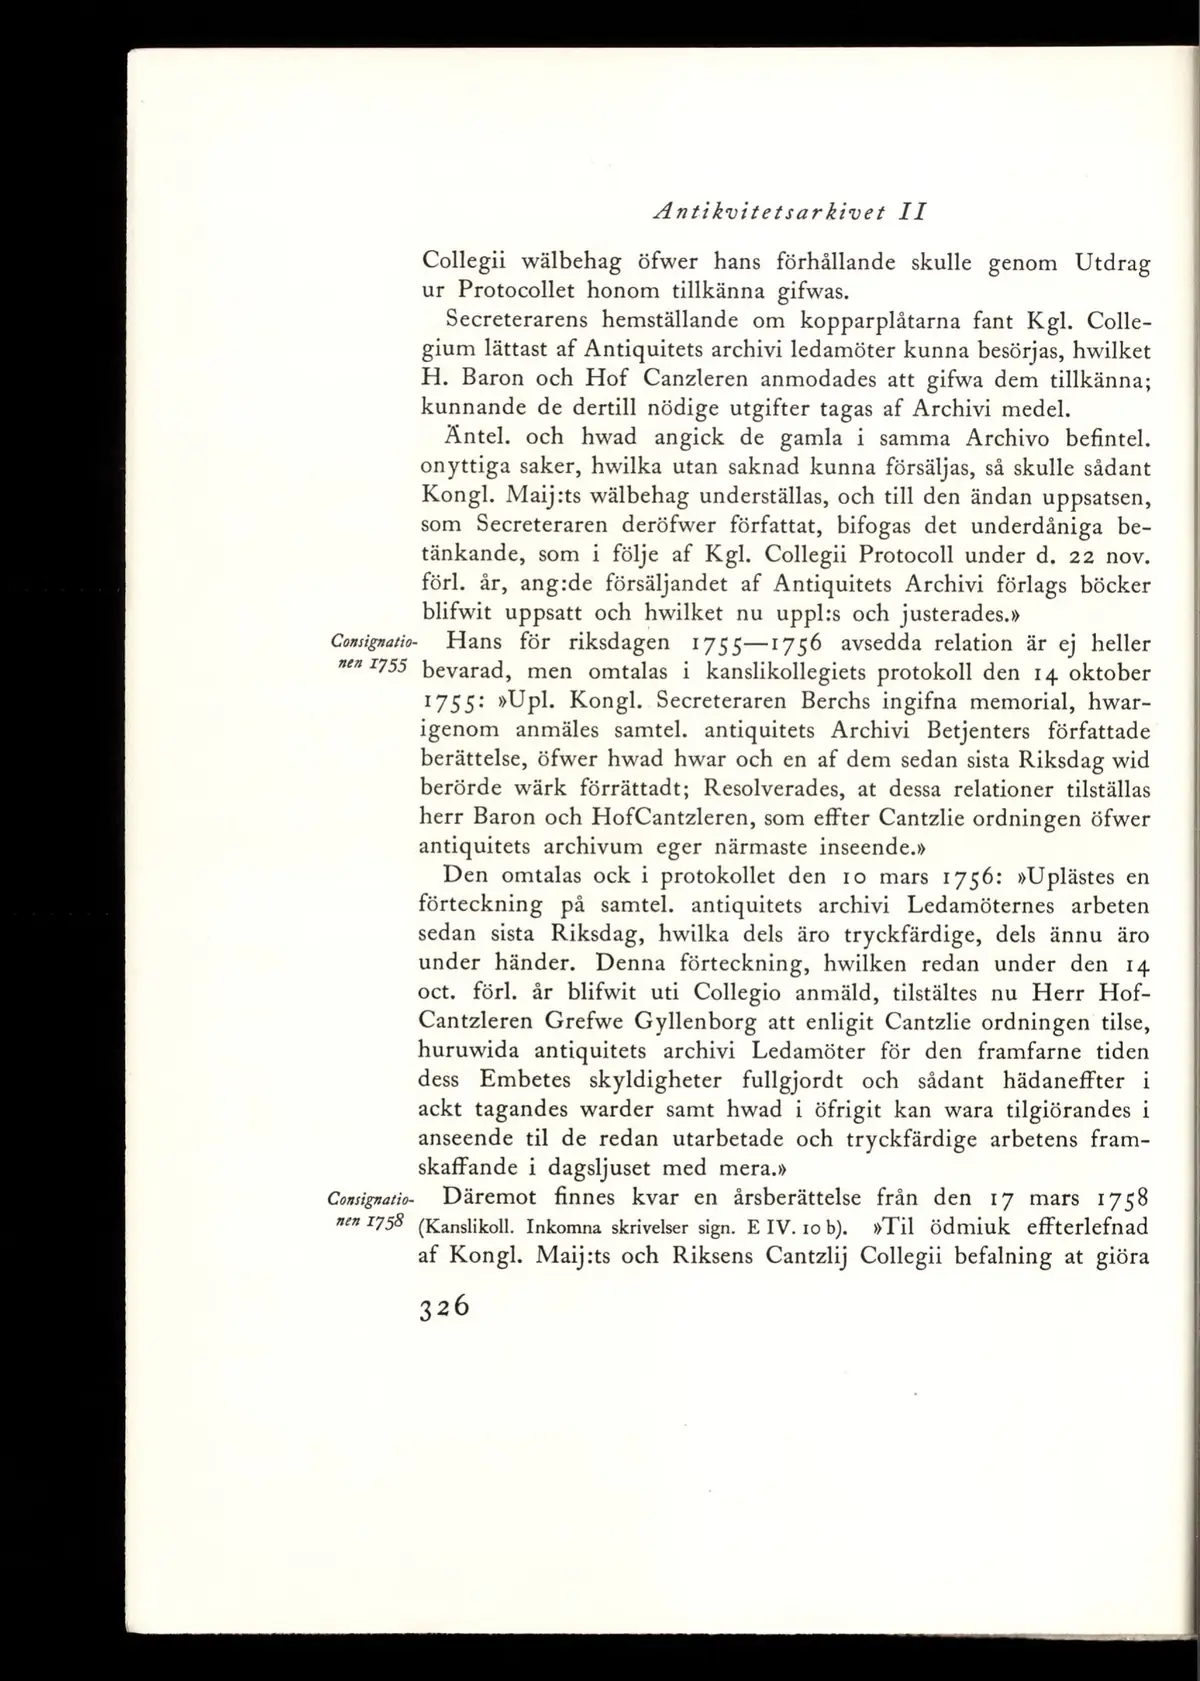 Antikvitetsarkivet II
Collegii wälbehag öfwer hans förhållande skulle genom Utdrag
ur Protocollet honom tillkänna gifwas.
Secreterarens hemställande om kopparplåtarna fant Kgl. Colle-
gium lättast af Antiquitets archivi ledamöter kunna besörjas, hwilket
H. Baron och Hof Canzleren anmodades att gifwa dem tillkänna;
kunnande de dertill nödige utgifter tagas af Archivi medel.
Äntel. och hwad angick de gamla i samma Archivo befintel.
onyttiga saker, hwilka utan saknad kunna försäljas, så skulle sådant
Kongl. Maij:ts wälbehag underställas, och till den ändan uppsatsen,
som Secreteraren deröfwer författat, bifogas det underdåniga be-
tänkande, som i följe af Kgl. Collegii Protocoll under d. 22 nov.
förl. år, ang:de försäljandet af Antiquitets Archivi förlags böcker
blifwit uppsatt och hwilket nu uppl:s och justerades.»
Consignatio-
nen 1755
Hans för riksdagen 1755—1756 avsedda relation är ej heller
bevarad, men omtalas i kanslikollegiets protokoll den 14 oktober
1755: »Upl. Kongl. Secreteraren Berchs ingifna memorial, hwar-
igenom anmäles samtel. antiquitets Archivi Betjenters författade
berättelse, öfwer hwad hwar och en af dem sedan sista Riksdag wid
berörde wärk förrättadt; Resolverades, at dessa relationer tilställas
herr Baron och HofCantzleren, som effter Cantzlie ordningen öfwer
antiquitets archivum eger närmaste inseende.»
Den omtalas ock i protokollet den 10 mars 1756: »Uplästes en
förteckning på samtel. antiquitets archivi Ledamöternes arbeten
sedan sista Riksdag, hwilka dels äro tryckfärdige, dels ännu äro
under händer. Denna förteckning, hwilken redan under den 14
oct. förl. år blifwit uti Collegio anmäld, tilstältes nu Herr Hof-
Cantzleren Grefwe Gyllenborg att enligit Cantzlie ordningen tilse,
huruwida antiquitets archivi Ledamöter för den framfarne tiden
dess Embetes skyldigheter fullgjordt och sådant hädaneffter i
ackt tagandes warder samt hwad i öfrigit kan wara tilgiörandes i
anseende til de redan utarbetade och tryckfärdige arbetens fram-
skaffande i dagsljuset med mera.»
Consignatio-
nen 1758
Däremot finnes kvar en årsberättelse från den 17 mars 1758
(Kanslikoll. Inkomna skrivelser sign. E IV. 10 b). »Til ödmiuk effterlefnad
af Kongl. Maij:ts och Riksens Cantzlij Collegii befalning at giöra
326